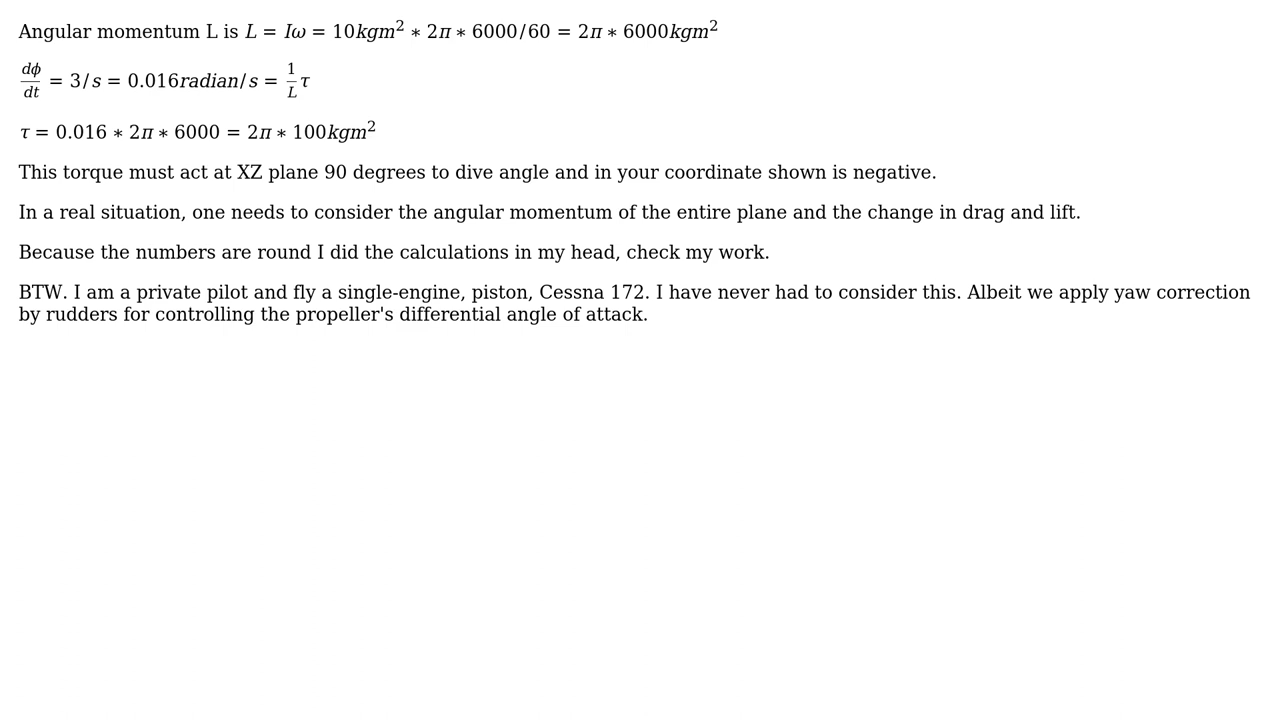 Angular momentum L is L = Iω = 10kgm² ∗ 2π ∗ 6000/60 = 2π ∗ 6000kgm²
dϕ/dt = 3/s = 0.016radian/s = 1/L τ
τ = 0.016 ∗ 2π ∗ 6000 = 2π ∗ 100kgm²
This torque must act at XZ plane 90 degrees to dive angle and in your coordinate shown is negative.
In a real situation, one needs to consider the angular momentum of the entire plane and the change in drag and lift.
Because the numbers are round I did the calculations in my head, check my work.
BTW. I am a private pilot and fly a single-engine, piston, Cessna 172. I have never had to consider this. Albeit we apply yaw correction
by rudders for controlling the propeller's differential angle of attack.